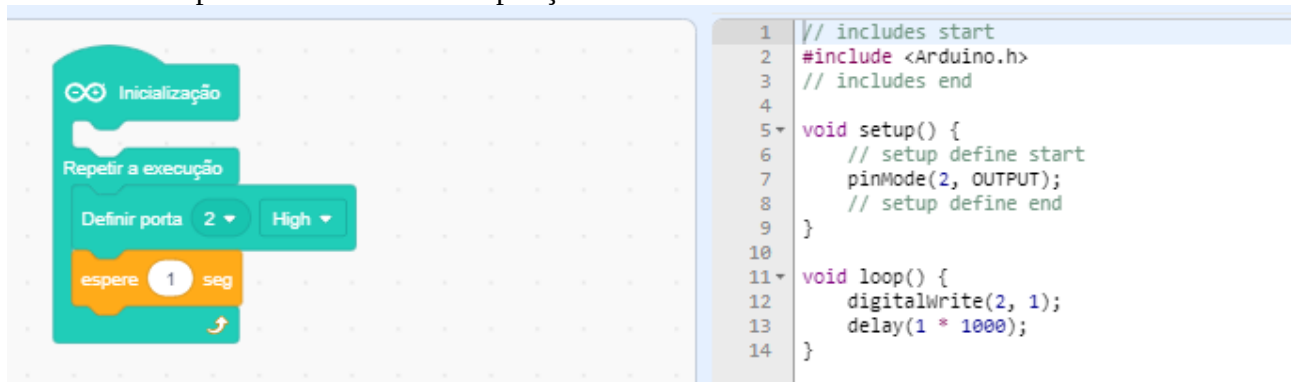 Inicialização
Repetir a execução
Definir porta 2 High
espere 1 seg
1 // includes start
2 #include <Arduino.h>
3 // includes end
4
5 void setup() {
6 // setup define start
7 pinMode(2, OUTPUT);
8 // setup define end
9 }
10
11 void loop() {
12 digitalWrite(2, 1);
13 delay(1 * 1000);
14 }